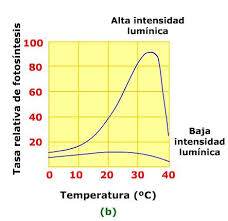 Alta intensidad
lumínica
Tasa relativa de fotosíntesis
100
80
60
40
20
Baja
intensidad
lumínica
0 10 20 30 40
Temperatura (ºC)
(b)